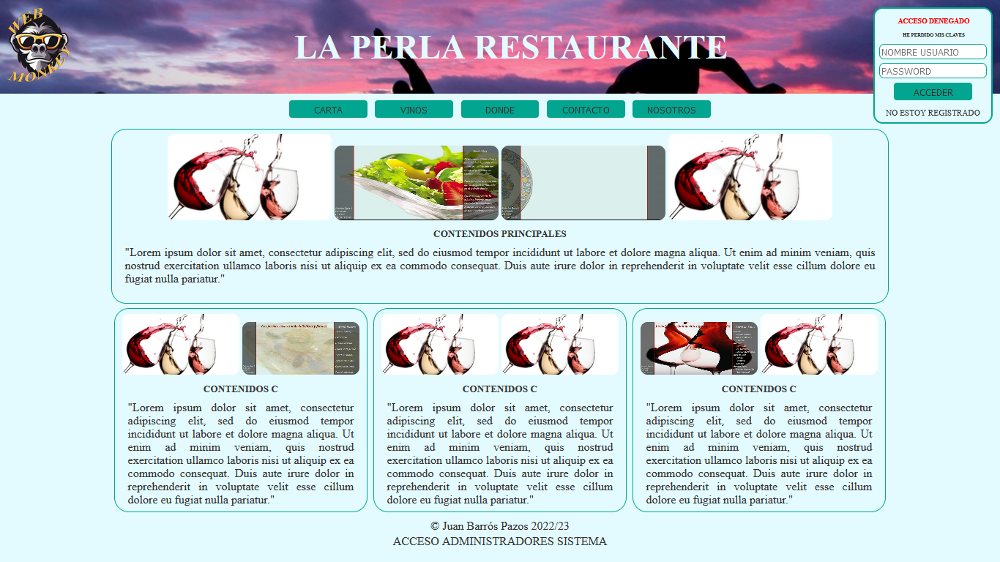 WEB
MONKEY
LA PERLA RESTAURANTE
ACCESO DENEGADO
HE PERDIDO MIS CLAVES
NOMBRE USUARIO
PASSWORD
ACCEDER
NO ESTOY REGISTRADO
CARTA VINOS DONDE CONTACTO NOSOTROS
CONTENIDOS PRINCIPALES
"Lorem ipsum dolor sit amet, consectetur adipiscing elit, sed do eiusmod tempor incididunt ut labore et dolore magna aliqua. Ut enim ad minim veniam, quis
nostrud exercitation ullamco laboris nisi ut aliquip ex ea commodo consequat. Duis aute irure dolor in reprehenderit in voluptate velit esse cillum dolore eu
fugiat nulla pariatur."
CONTENIDOS C
"Lorem ipsum dolor sit amet, consectetur
adipiscing elit, sed do eiusmod tempor
incididunt ut labore et dolore magna aliqua. Ut
enim ad minim veniam, quis nostrud
exercitation ullamco laboris nisi ut aliquip ex ea
commodo consequat. Duis aute irure dolor in
reprehenderit in voluptate velit esse cillum
dolore eu fugiat nulla pariatur."
CONTENIDOS C
"Lorem ipsum dolor sit amet, consectetur
adipiscing elit, sed do eiusmod tempor
incididunt ut labore et dolore magna aliqua. Ut
enim ad minim veniam, quis nostrud
exercitation ullamco laboris nisi ut aliquip ex ea
commodo consequat. Duis aute irure dolor in
reprehenderit in voluptate velit esse cillum
dolore eu fugiat nulla pariatur."
CONTENIDOS C
"Lorem ipsum dolor sit amet, consectetur
adipiscing elit, sed do eiusmod tempor
incididunt ut labore et dolore magna aliqua. Ut
enim ad minim veniam, quis nostrud
exercitation ullamco laboris nisi ut aliquip ex ea
commodo consequat. Duis aute irure dolor in
reprehenderit in voluptate velit esse cillum
dolore eu fugiat nulla pariatur."
© Juan Barrós Pazos 2022/23
ACCESO ADMINISTRADORES SISTEMA